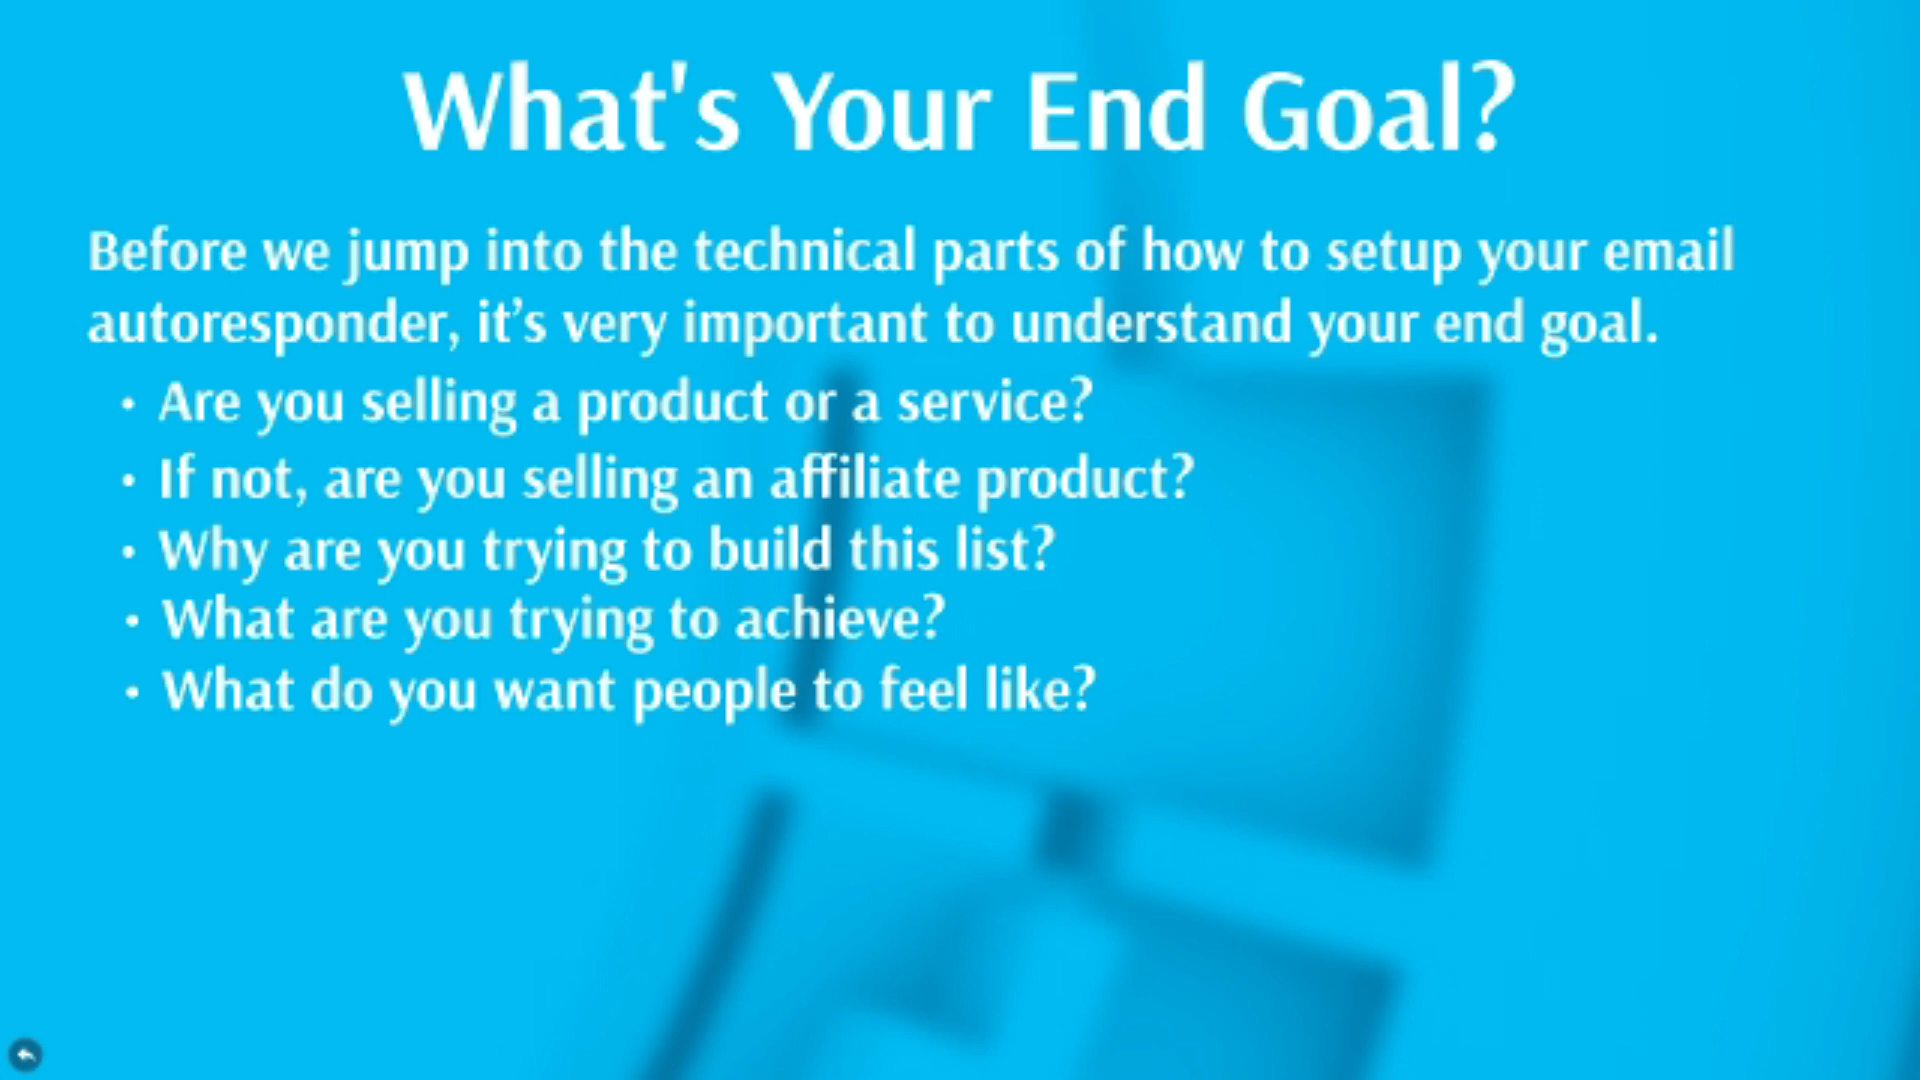 What's Your End Goal?
Before we jump into the technical parts of how to setup your email
autoresponder, it’s very important to understand your end goal.
• Are you selling a product or a service?
• If not, are you selling an affiliate product?
• Why are you trying to build this list?
• What are you trying to achieve?
• What do you want people to feel like?